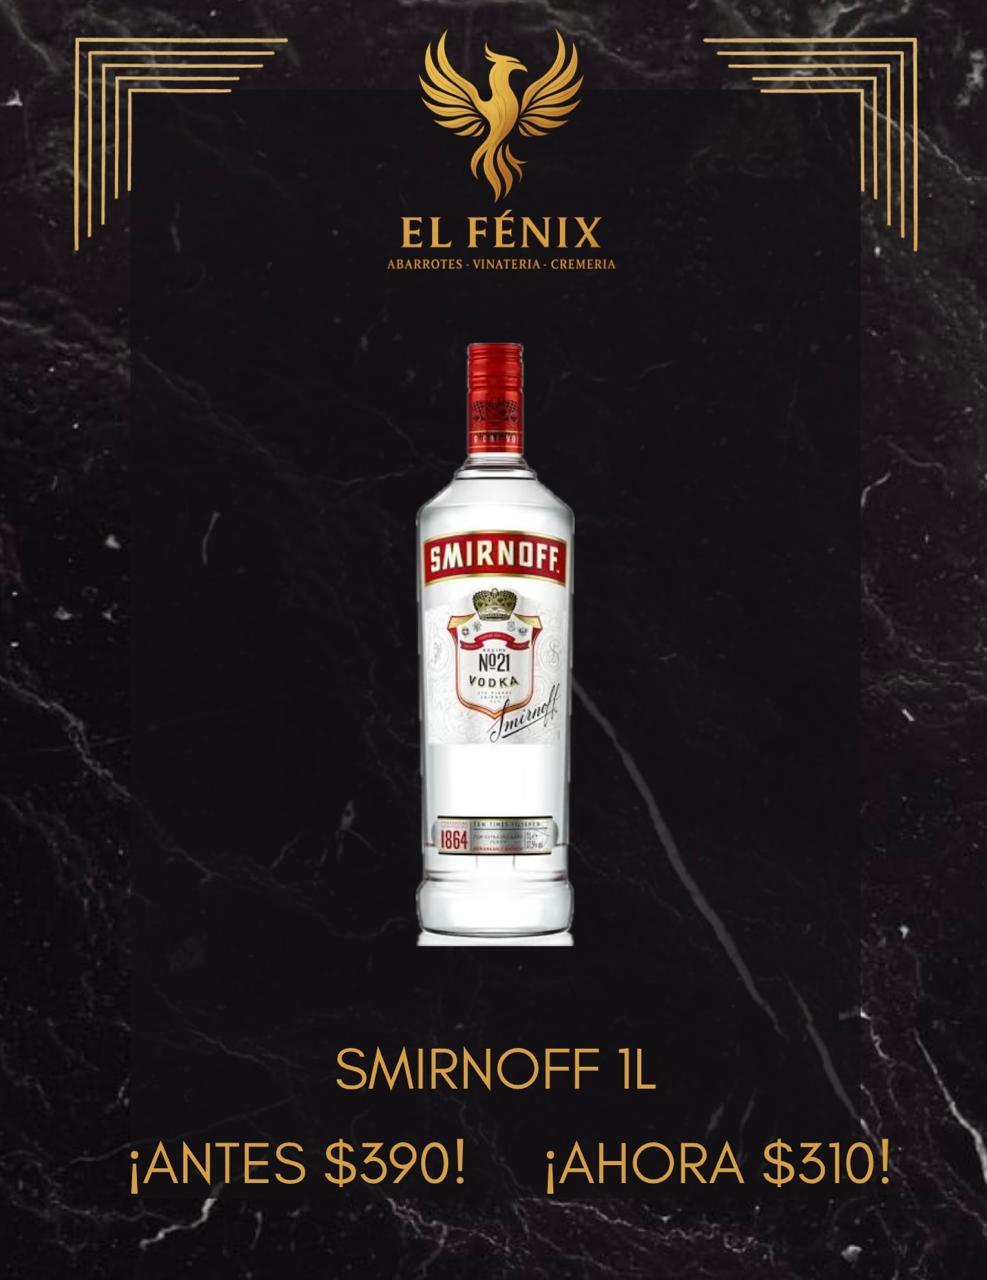 EL FÉNIX
ABARROTES - VINATERIA - CREMERIA
SMIRNOFF
Nº21
VODKA
Smirnoff
1864
SMIRNOFF 1L
¡ANTES $390! ¡AHORA $310!